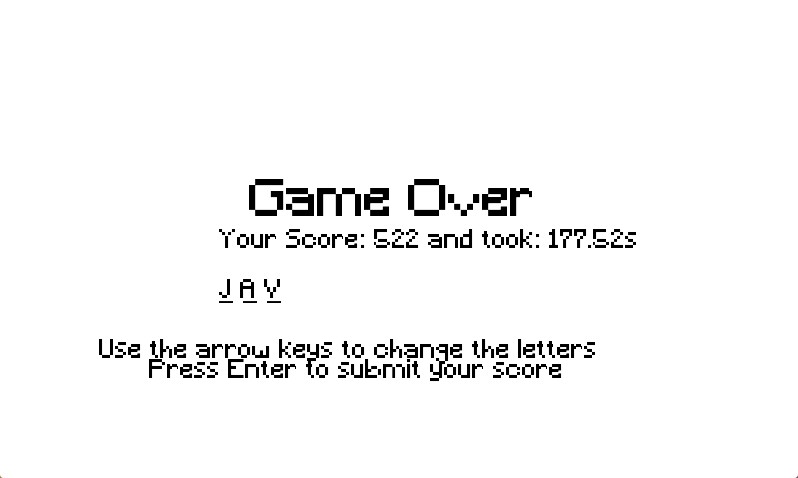 Game Over
Your Score: 522 and took: 177.52s
J A V
Use the arrow keys to change the letters
Press Enter to submit your score